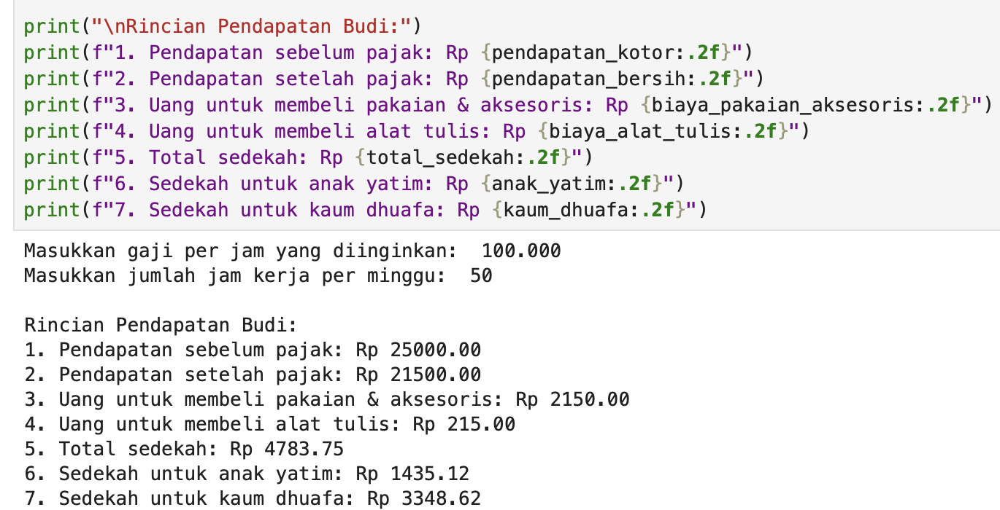 print("\nRincian Pendapatan Budi:")
print(f"1. Pendapatan sebelum pajak: Rp {pendapatan_kotor:.2f}")
print(f"2. Pendapatan setelah pajak: Rp {pendapatan_bersih:.2f}")
print(f"3. Uang untuk membeli pakaian & aksesoris: Rp {biaya_pakaian_aksesoris:.2f}")
print(f"4. Uang untuk membeli alat tulis: Rp {biaya_alat_tulis:.2f}")
print(f"5. Total sedekah: Rp {total_sedekah:.2f}")
print(f"6. Sedekah untuk anak yatim: Rp {anak_yatim:.2f}")
print(f"7. Sedekah untuk kaum dhuafa: Rp {kaum_dhuafa:.2f}")
Masukkan gaji per jam yang diinginkan:  100.000
Masukkan jumlah jam kerja per minggu:  50
Rincian Pendapatan Budi:
1. Pendapatan sebelum pajak: Rp 25000.00
2. Pendapatan setelah pajak: Rp 21500.00
3. Uang untuk membeli pakaian & aksesoris: Rp 2150.00
4. Uang untuk membeli alat tulis: Rp 215.00
5. Total sedekah: Rp 4783.75
6. Sedekah untuk anak yatim: Rp 1435.12
7. Sedekah untuk kaum dhuafa: Rp 3348.62